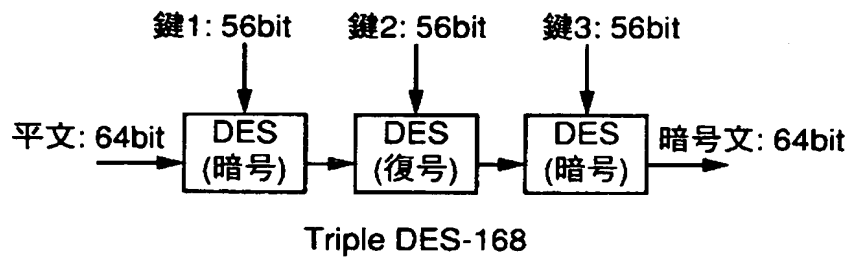 鍵1: 56bit 鍵2: 56bit 鍵3: 56bit
平文: 64bit DES DES DES 暗号文: 64bit
(暗号) (復号) (暗号)
Triple DES-168